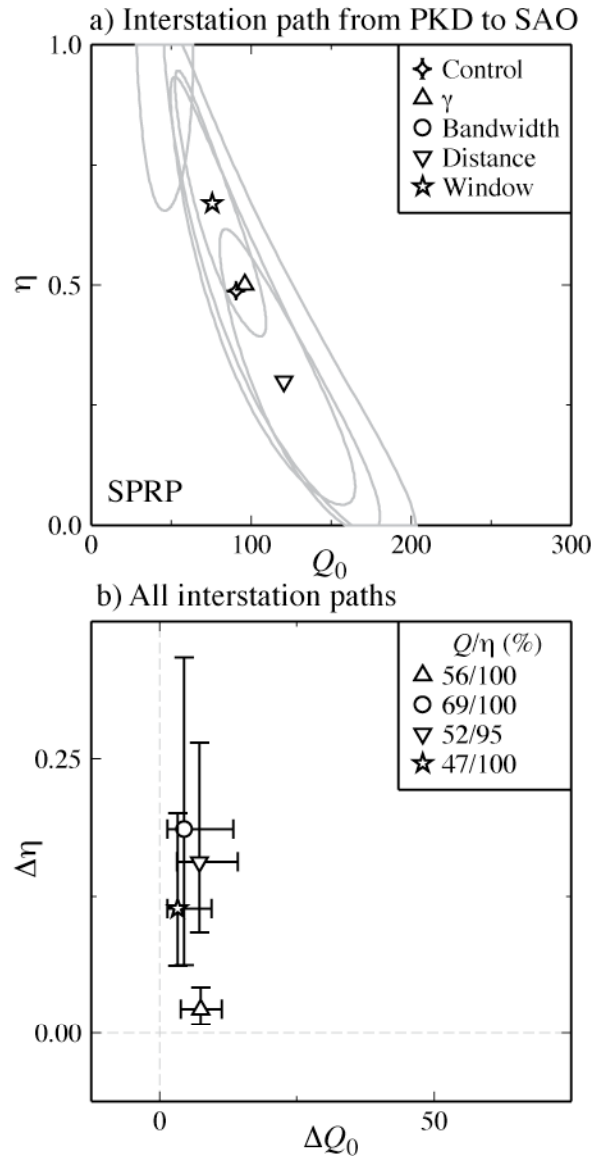 a) Interstation path from PKD to SAO
1.0
Control
γ
Bandwidth
Distance
Window
η
0.5
SPRP
0.0
0 100 200 300
Q0
b) All interstation paths
Q/η (%)
56/100
69/100
52/95
47/100
0.25
Δη
0.00
0 50
ΔQ0